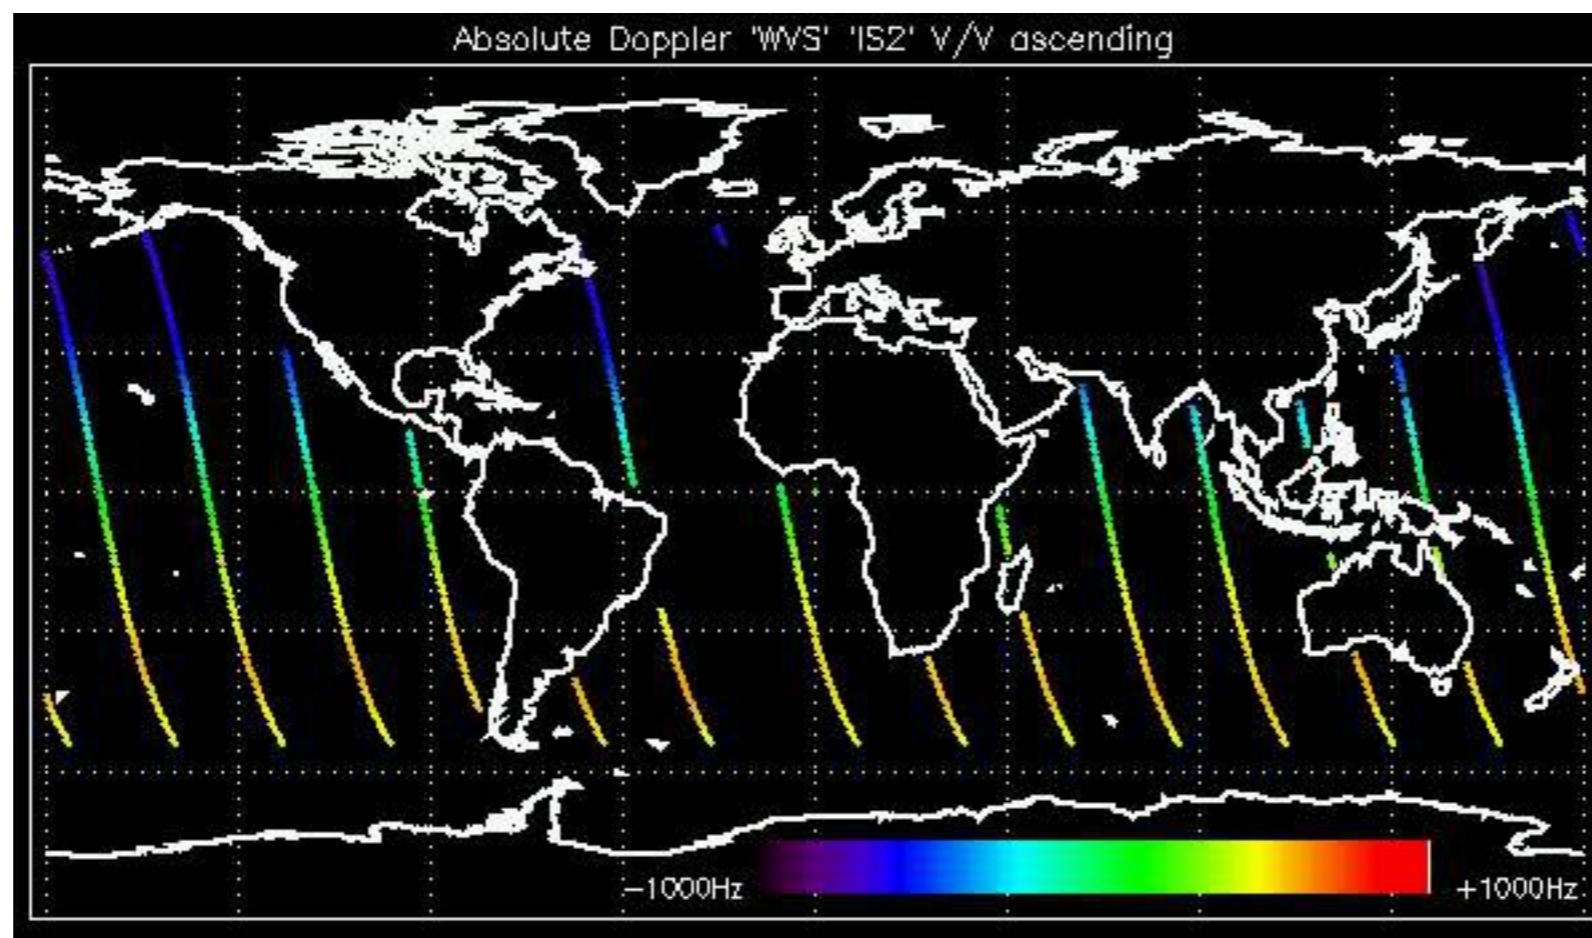 Absolute Doppler 'WVS' 'IS2' V/V ascending
-1000Hz +1000Hz